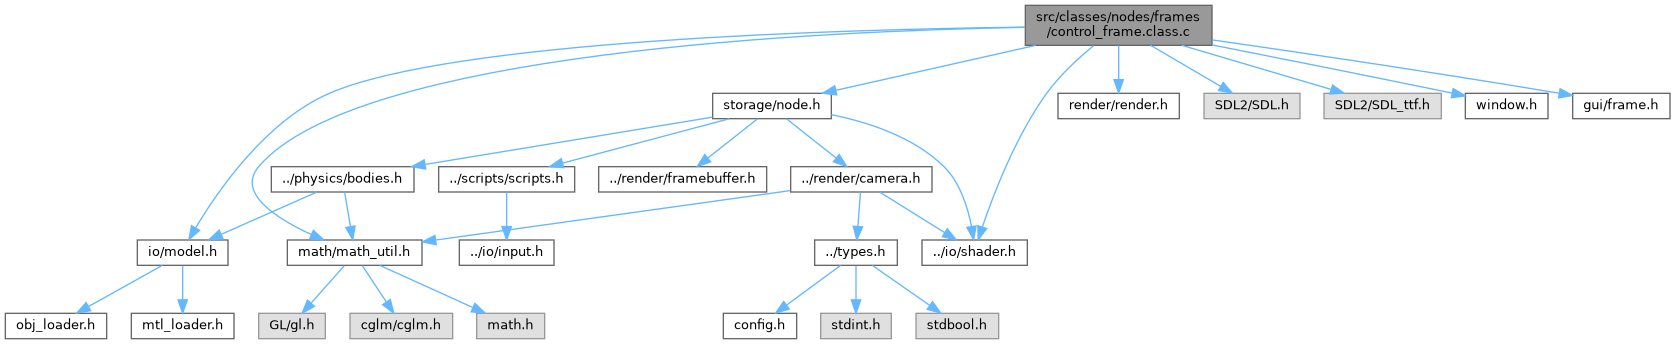 src/classes/nodes/frames
/control_frame.class.c
storage/node.h
render/render.h
SDL2/SDL.h
SDL2/SDL_ttf.h
window.h
gui/frame.h
../physics/bodies.h
../scripts/scripts.h
../render/framebuffer.h
../render/camera.h
io/model.h
math/math_util.h
../io/input.h
../types.h
../io/shader.h
obj_loader.h
mtl_loader.h
GL/gl.h
cglm/cglm.h
math.h
config.h
stdint.h
stdbool.h